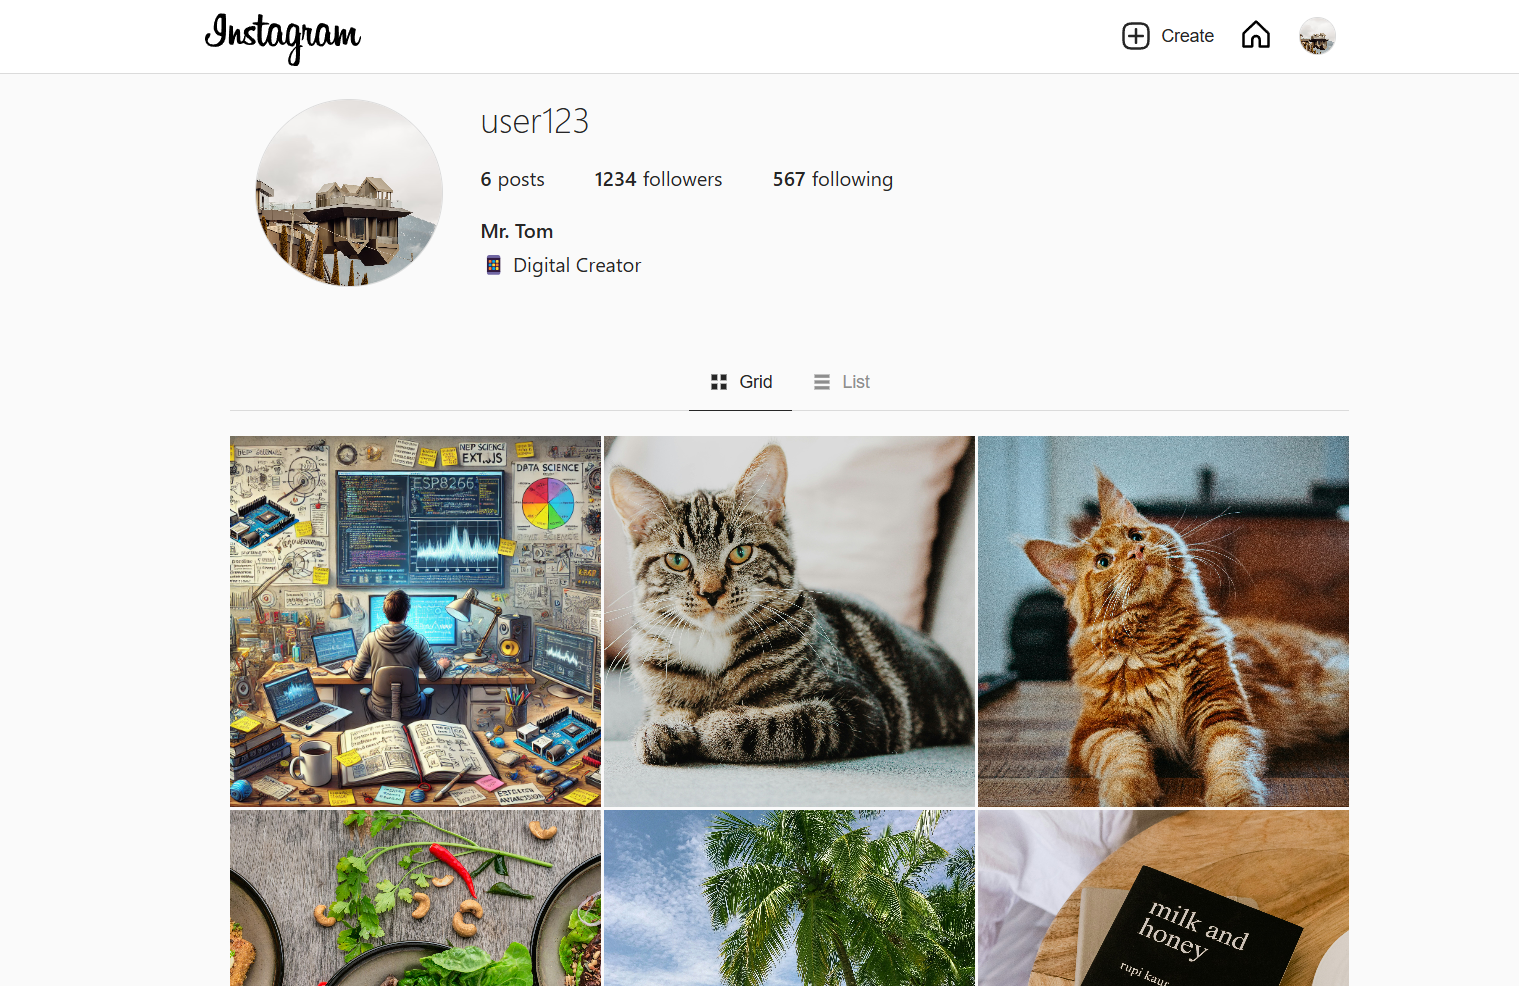 Instagram
Create
user123
6 posts 1234 followers 567 following
Mr. Tom
Digital Creator
Grid
List
EXT.JS
DATA SCIENCE
ESP8266
milk and
honey
rupi kaur